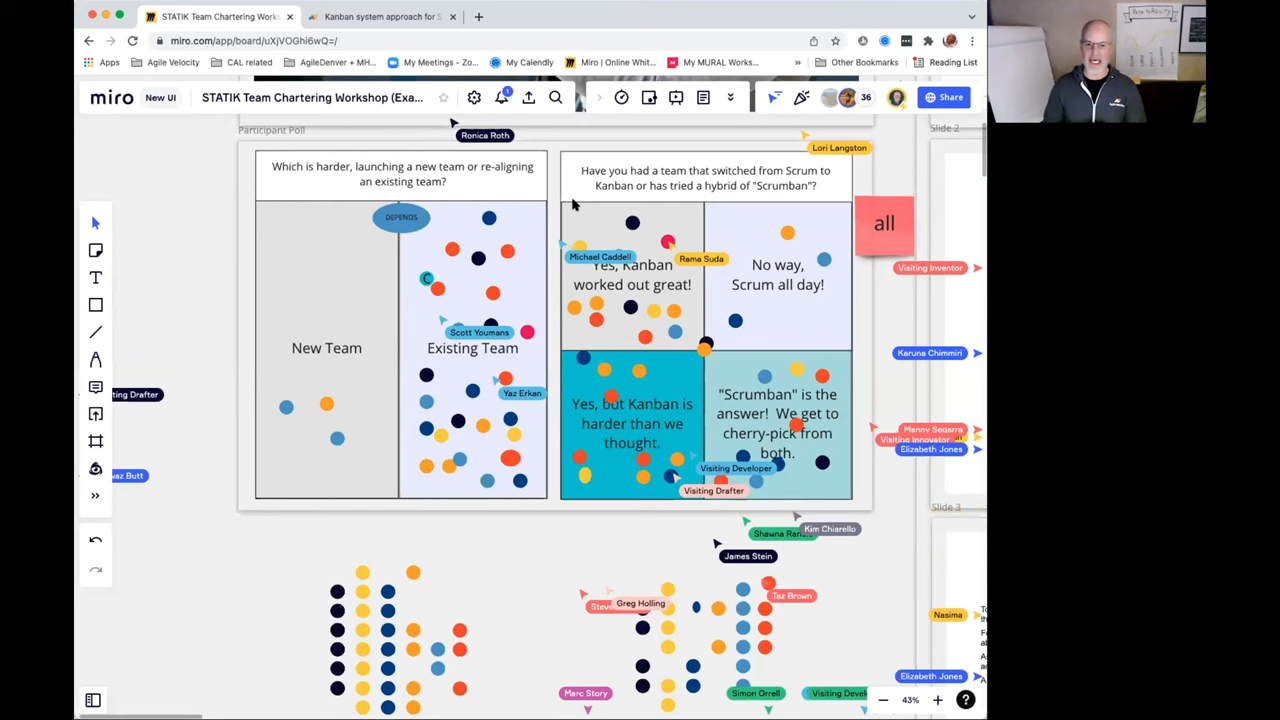 STATIK Team Chartering Works
Kanban system approach for S
miro.com/app/board/uXjVOGhi6wQ=/
Apps
Agile Velocity
CAL related
AgileDenver + MH...
My Meetings - Zo...
My Calendly
Miro | Online Whit...
My MURAL Works...
Other Bookmarks
Reading List
miro
New UI
STATIK Team Chartering Workshop (Exa...
1
36
Share
Participant Poll
Ronica Roth
Lori Langston
Slide 2
Which is harder, launching a new team or re-aligning
an existing team?
Have you had a team that switched from Scrum to
Kanban or has tried a hybrid of "Scrumban"?
DEPENDS
all
Michael Caddell
Rama Suda
Yes, Kanban
worked out great!
No way,
Scrum all day!
Visiting Inventor
C
Scott Youmans
New Team
Existing Team
Karuna Chimmiri
Yaz Erkan
ting Drafter
Yes, but Kanban is
harder than we
thought.
"Scrumban" is the
answer! We get to
cherry-pick from
both.
Manny Segarra
Visiting Innovator
Elizabeth Jones
Visiting Developer
waz Butt
Visiting Drafter
Slide 3
Kim Chiarello
James Stein
Greg Holling
Taz Brown
Nasima
Elizabeth Jones
Marc Story
Simon Orrell
Visiting Devel
43%